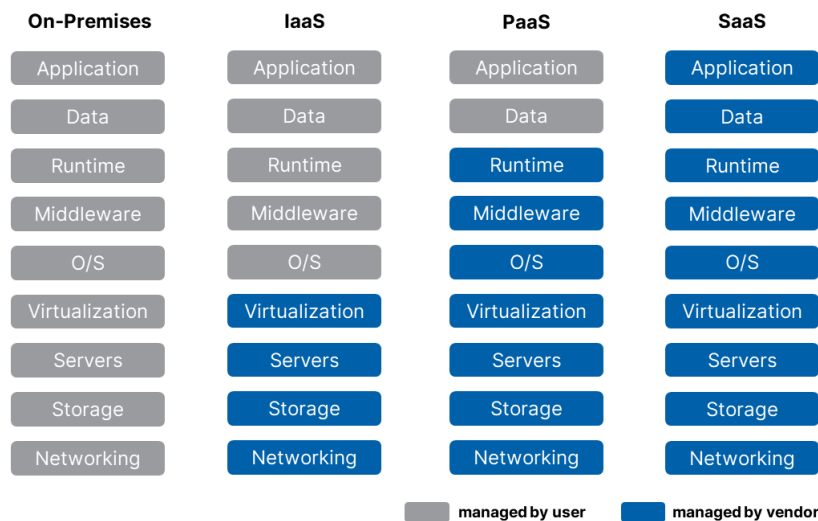 On-Premises IaaS PaaS SaaS
Application Application Application Application
Data Data Data Data
Runtime Runtime Runtime Runtime
Middleware Middleware Middleware Middleware
O/S O/S O/S O/S
Virtualization Virtualization Virtualization Virtualization
Servers Servers Servers Servers
Storage Storage Storage Storage
Networking Networking Networking Networking
managed by user managed by vendor